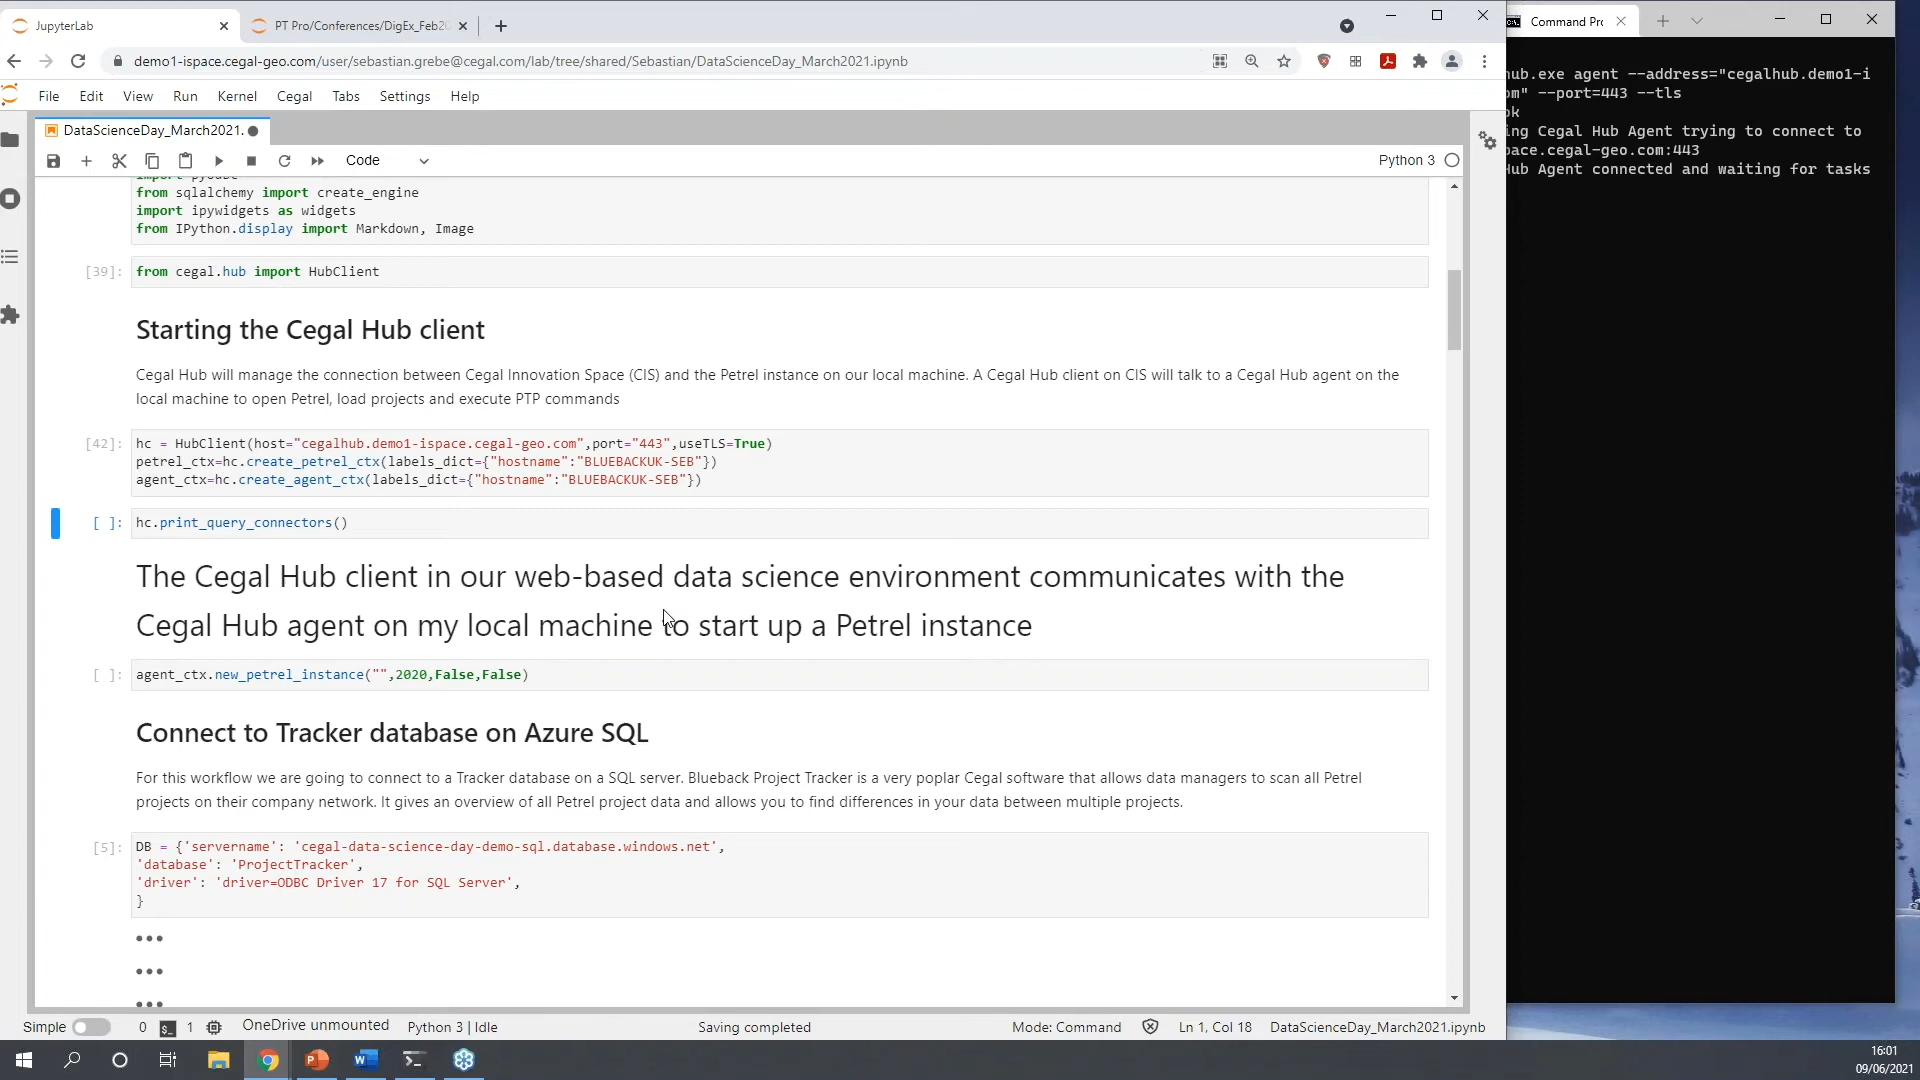 JupyterLab
PT Pro/Conferences/DigEx_Feb20
Command Pro
demo1-ispace.cegal-geo.com/user/sebastian.grebe@cegal.com/lab/tree/shared/Sebastian/DataScienceDay_March2021.ipynb
File Edit View Run Kernel Cegal Tabs Settings Help
DataScienceDay_March2021.
Code
Python 3
from sqlalchemy import create_engine
import ipywidgets as widgets
from IPython.display import Markdown, Image
[39]: from cegal.hub import HubClient
Starting the Cegal Hub client
Cegal Hub will manage the connection between Cegal Innovation Space (CIS) and the Petrel instance on our local machine. A Cegal Hub client on CIS will talk to a Cegal Hub agent on the
local machine to open Petrel, load projects and execute PTP commands
[42]: hc = HubClient(host="cegalhub.demo1-ispace.cegal-geo.com",port="443",useTLS=True)
petrel_ctx=hc.create_petrel_ctx(labels_dict={"hostname":"BLUEBACKUK-SEB"})
agent_ctx=hc.create_agent_ctx(labels_dict={"hostname":"BLUEBACKUK-SEB"})
[ ]: hc.print_query_connectors()
The Cegal Hub client in our web-based data science environment communicates with the
Cegal Hub agent on my local machine to start up a Petrel instance
[ ]: agent_ctx.new_petrel_instance("",2020,False,False)
Connect to Tracker database on Azure SQL
For this workflow we are going to connect to a Tracker database on a SQL server. Blueback Project Tracker is a very poplar Cegal software that allows data managers to scan all Petrel
projects on their company network. It gives an overview of all Petrel project data and allows you to find differences in your data between multiple projects.
[5]: DB = {'servername': 'cegal-data-science-day-demo-sql.database.windows.net',
'database': 'ProjectTracker',
'driver': 'driver=ODBC Driver 17 for SQL Server',
}
•••
•••
•••
Simple 0 1 OneDrive unmounted Python 3 | Idle Saving completed Mode: Command Ln 1, Col 18 DataScienceDay_March2021.ipynb
hub.exe agent --address="cegalhub.demo1-i
om" --port=443 --tls
ok
ing Cegal Hub Agent trying to connect to
pace.cegal-geo.com:443
Hub Agent connected and waiting for tasks
16:01
09/06/2021